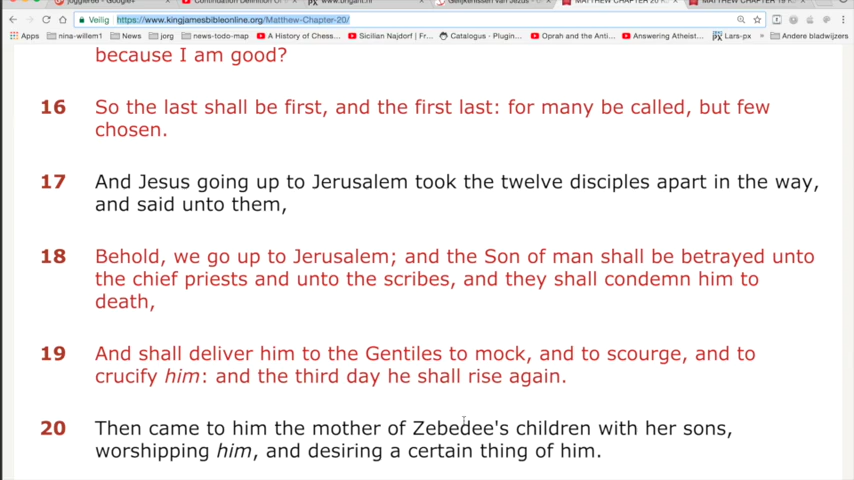 Veilig
https://www.kingjamesbibleonline.org/Matthew-Chapter-20/
Apps nina-willem1 News jorg news-todo-map A History of Chess... Sicilian Najdorf | Fr... Catalogus - Plugin... Oprah and the Anti... Answering Atheist... Lars-px » Andere bladwijzers
because I am good?
16 So the last shall be first, and the first last: for many be called, but few
chosen.
17 And Jesus going up to Jerusalem took the twelve disciples apart in the way,
and said unto them,
18 Behold, we go up to Jerusalem; and the Son of man shall be betrayed unto
the chief priests and unto the scribes, and they shall condemn him to
death,
19 And shall deliver him to the Gentiles to mock, and to scourge, and to
crucify him: and the third day he shall rise again.
20 Then came to him the mother of Zebedee's children with her sons,
worshipping him, and desiring a certain thing of him.